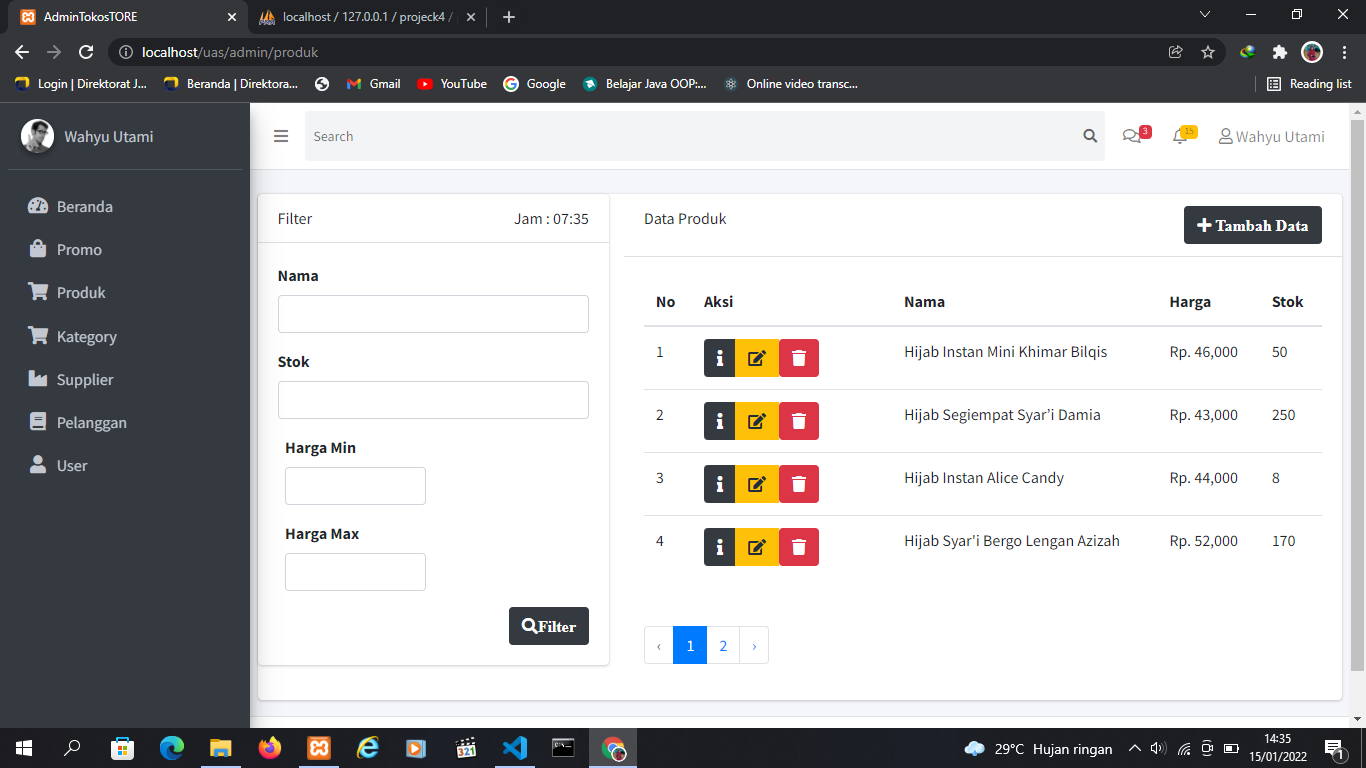 AdminTokosTORE
localhost / 127.0.0.1 / projeck4 /
localhost/uas/admin/produk
Login | Direktorat J...
Beranda | Direktora...
Gmail
YouTube
Google
Belajar Java OOP:...
Online video transc...
Reading list
Wahyu Utami
Search
3
15
Wahyu Utami
Beranda
Promo
Produk
Kategory
Supplier
Pelanggan
User
Filter
Jam : 07:35
Nama
Stok
Harga Min
Harga Max
Filter
Data Produk
Tambah Data
No Aksi Nama Harga Stok
1 Hijab Instan Mini Khimar Bilqis Rp. 46,000 50
2 Hijab Segiempat Syar’i Damia Rp. 43,000 250
3 Hijab Instan Alice Candy Rp. 44,000 8
4 Hijab Syar'i Bergo Lengan Azizah Rp. 52,000 170
‹ 1 2 ›
321
29°C Hujan ringan
14:35
15/01/2022
1